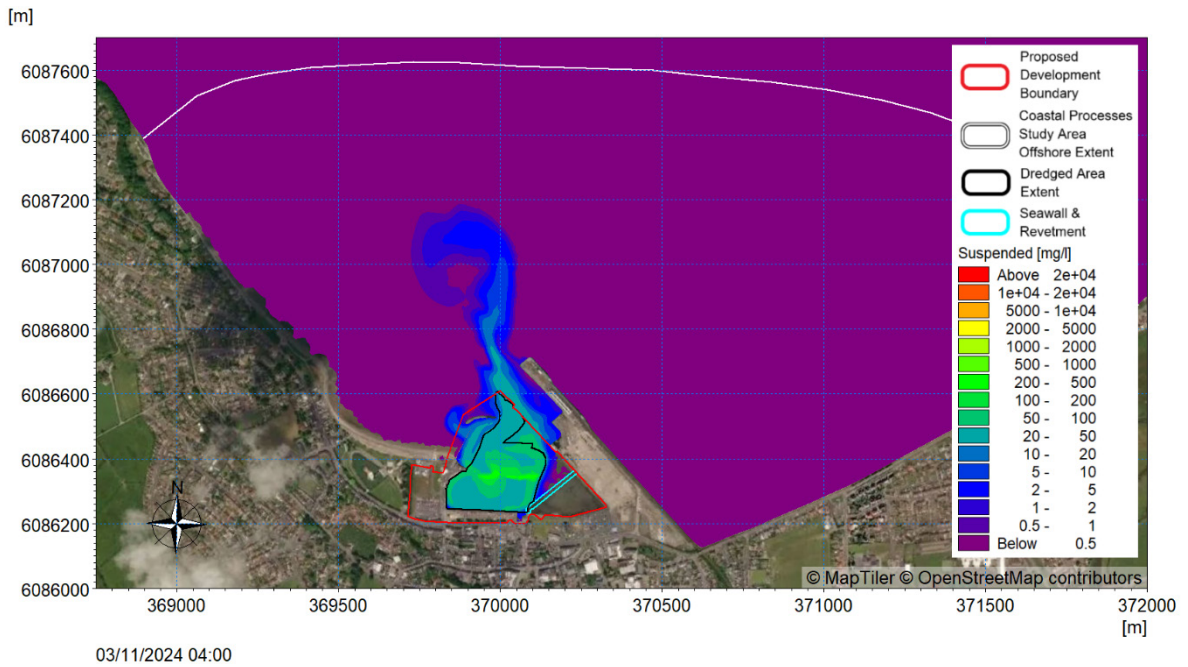 [m]
6087600
6087400
6087200
6087000
6086800
6086600
6086400
6086200
6086000
369000 369500 370000 370500 371000 371500 372000
[m]
03/11/2024 04:00
N
Proposed
Development
Boundary
Coastal Processes
Study Area
Offshore Extent
Dredged Area
Extent
Seawall &
Revetment
Suspended [mg/l]
Above 2e+04
1e+04 - 2e+04
5000 - 1e+04
2000 - 5000
1000 - 2000
500 - 1000
200 - 500
100 - 200
50 - 100
20 - 50
10 - 20
5 - 10
2 - 5
1 - 2
0.5 - 1
Below 0.5
© MapTiler © OpenStreetMap contributors